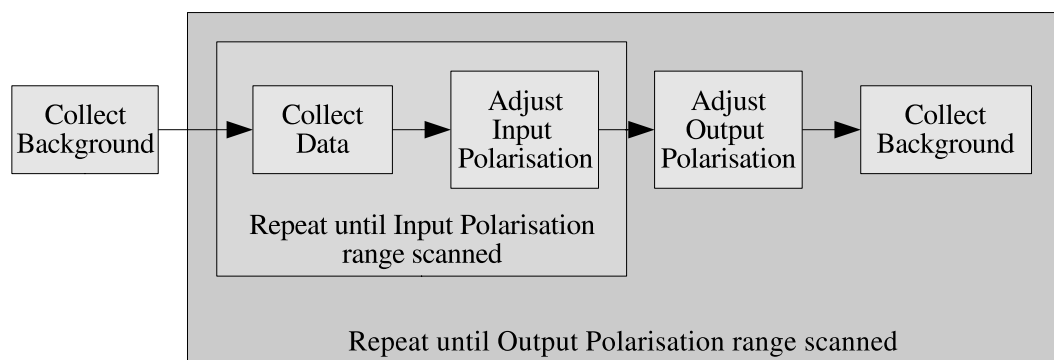 Collect
Background
Collect
Data
Adjust
Input
Polarisation
Adjust
Output
Polarisation
Collect
Background
Repeat until Input Polarisation
range scanned
Repeat until Output Polarisation range scanned